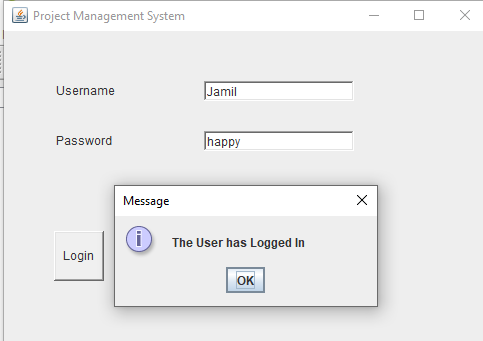 Project Management System
Username
Jamil
Password
happy
Message
The User has Logged In
OK
Login